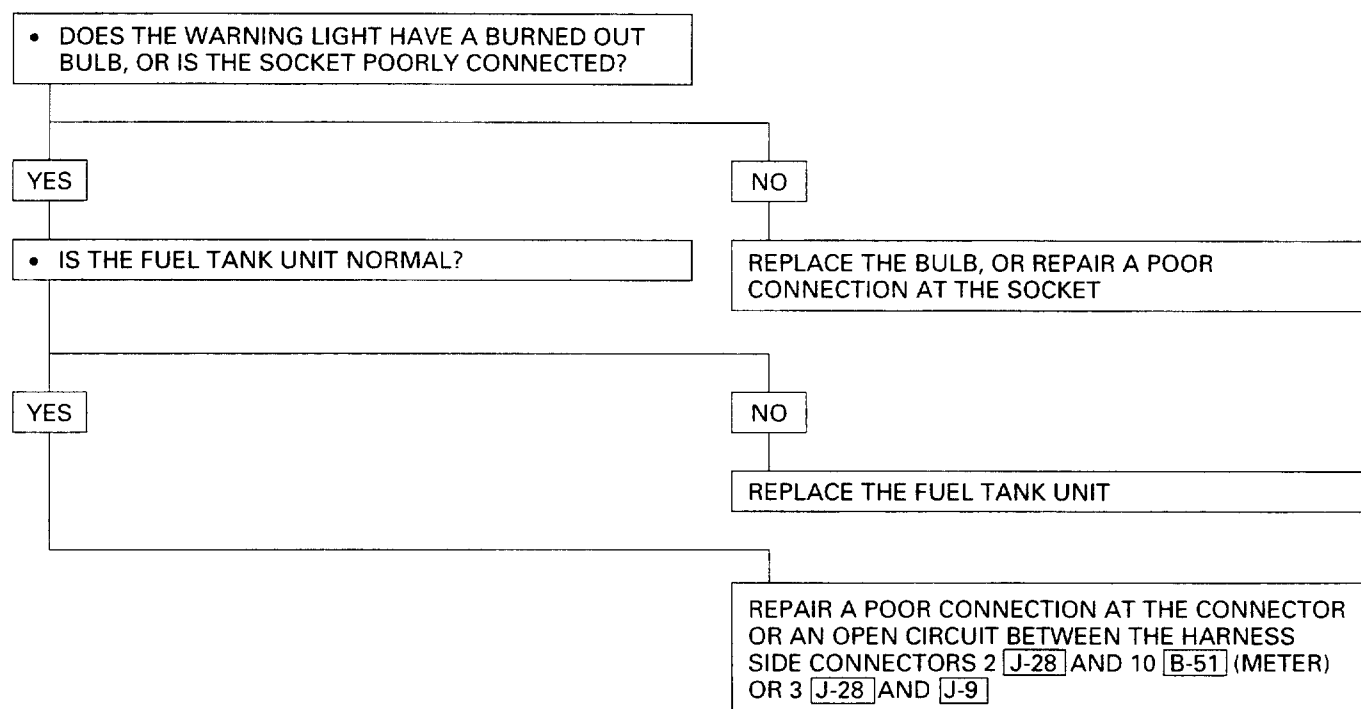 • DOES THE WARNING LIGHT HAVE A BURNED OUT
BULB, OR IS THE SOCKET POORLY CONNECTED?
YES
NO
• IS THE FUEL TANK UNIT NORMAL?
REPLACE THE BULB, OR REPAIR A POOR
CONNECTION AT THE SOCKET
YES
NO
REPLACE THE FUEL TANK UNIT
REPAIR A POOR CONNECTION AT THE CONNECTOR
OR AN OPEN CIRCUIT BETWEEN THE HARNESS
SIDE CONNECTORS 2 J-28 AND 10 B-51 (METER)
OR 3 J-28 AND J-9